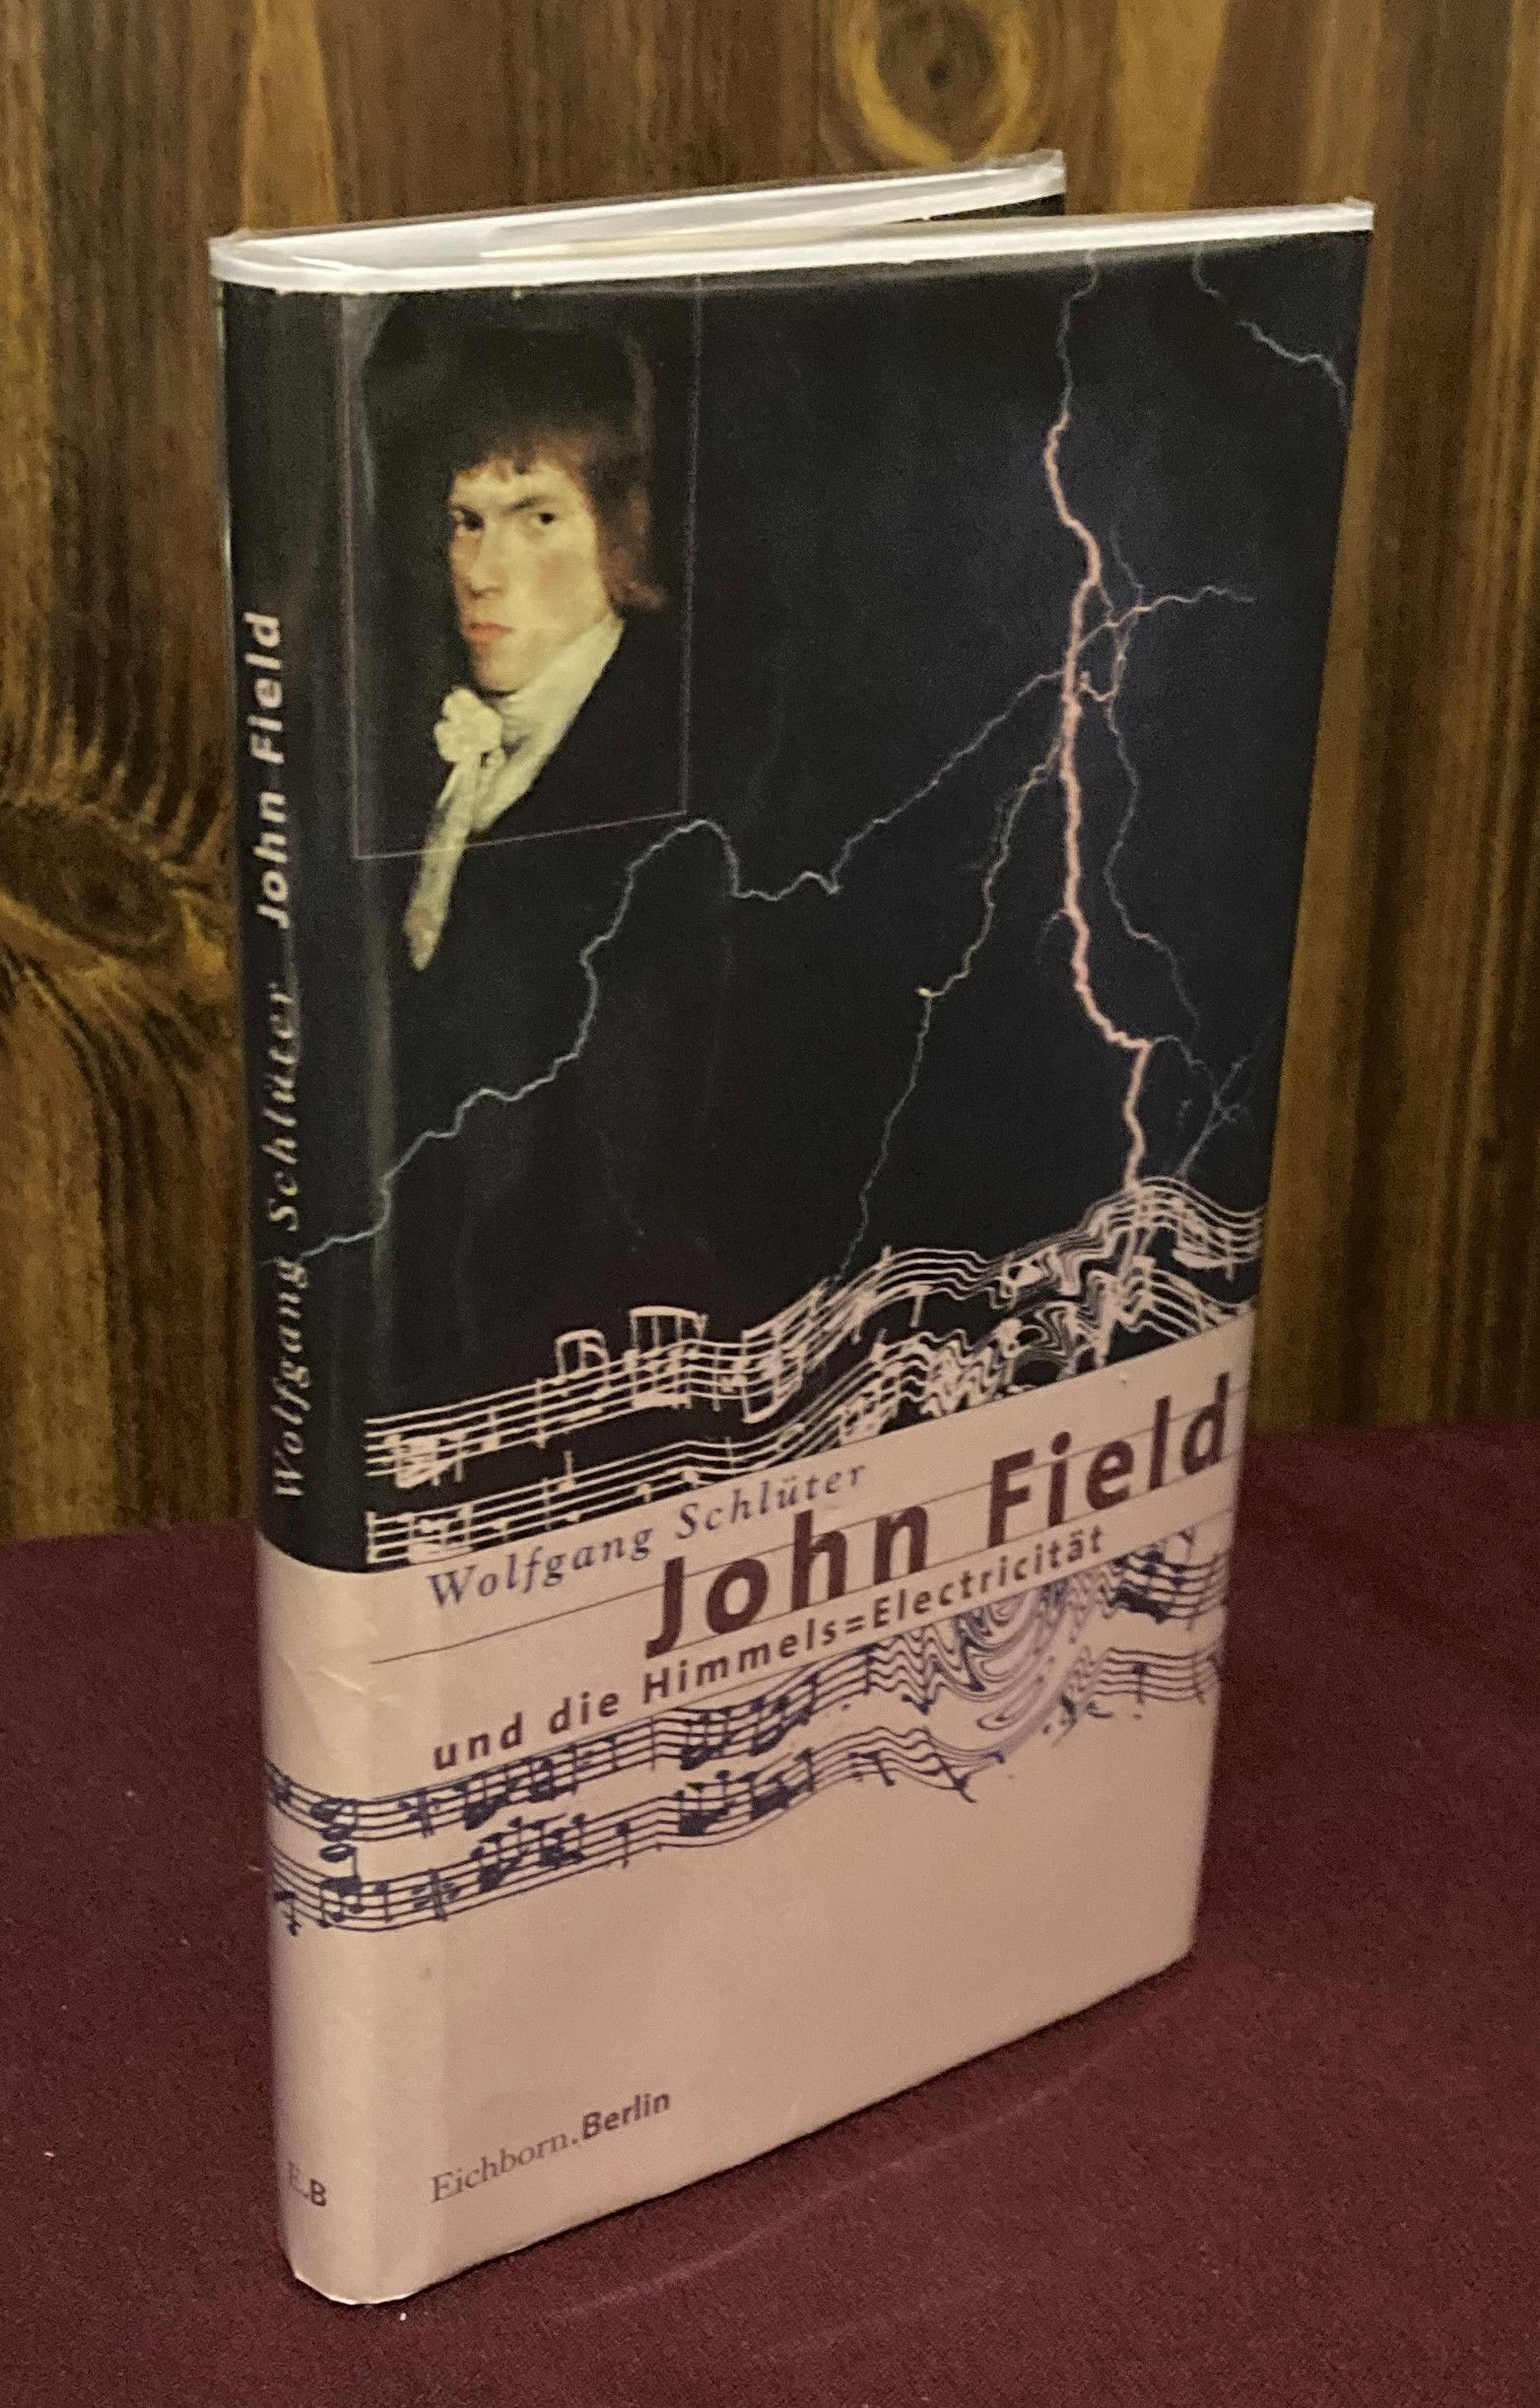 Wolfgang Schlüter John Field
E.B
Wolfgang Schlüter
John Field
und die Himmels=Electricität
Eichborn.Berlin